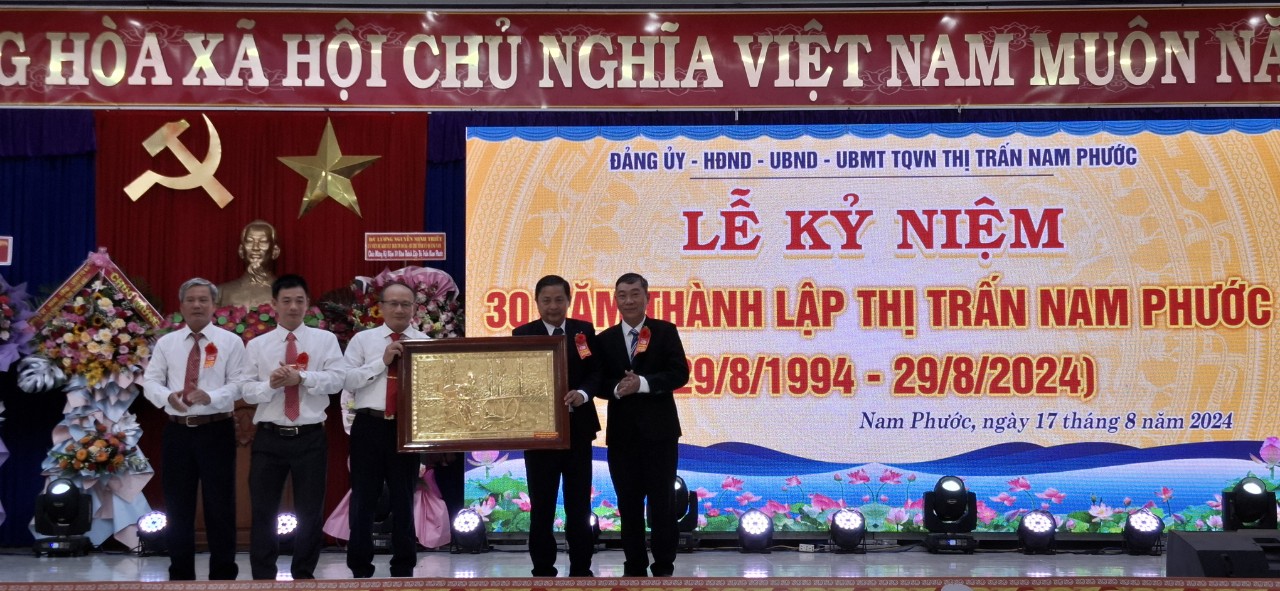 G HÒA XÃ HỘI CHỦ NGHĨA VIỆT NAM MUÔN NĂ
ĐẢNG ỦY - HĐND - UBND - UBMT TQVN THỊ TRẤN NAM PHƯỚC
LỄ KỶ NIỆM
30 NĂM THÀNH LẬP THỊ TRẤN NAM PHƯỚC
29/8/1994 - 29/8/2024)
Nam Phước, ngày 17 tháng 8 năm 2024